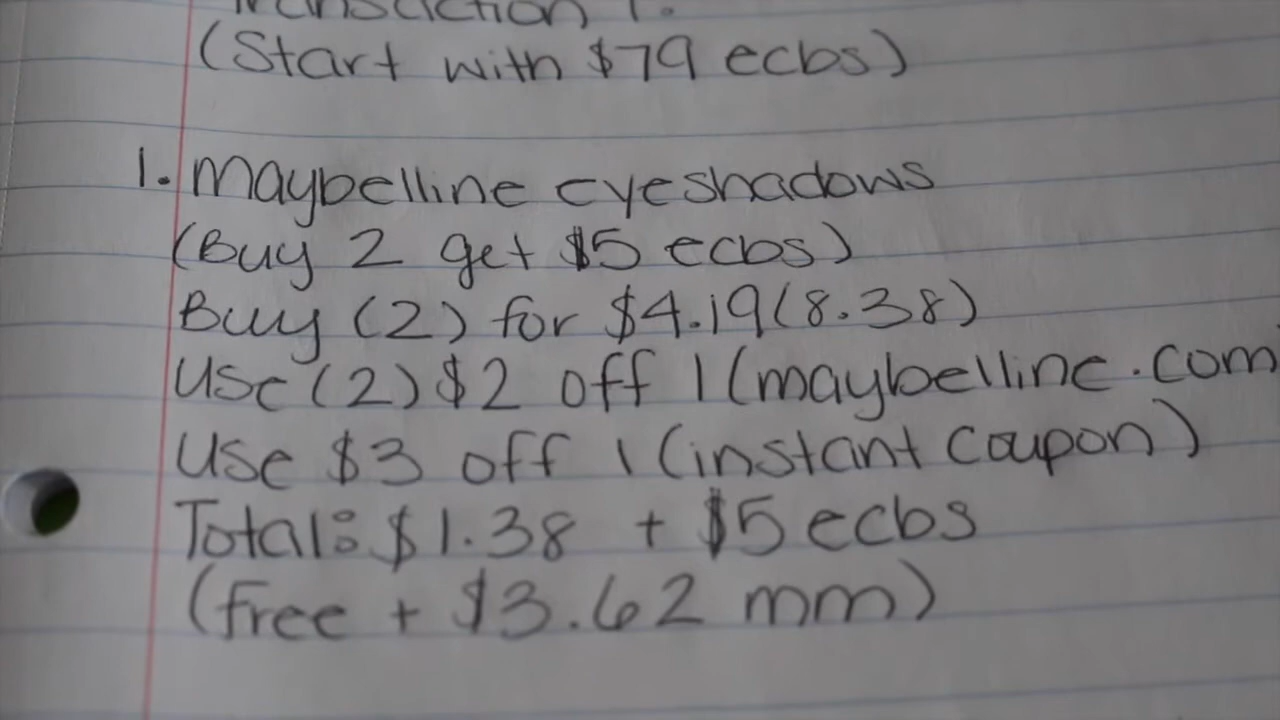 Transaction 1:
(Start with $79 ecbs)
1. Maybelline eyeshadows
(Buy 2 get $5 ecbs)
Buy (2) for $4.19 (8.38)
Use (2) $2 off 1 (maybelline.com
Use $3 off 1 (instant coupon)
Total: $1.38 + $5 ecbs
(free + $3.62 mm)